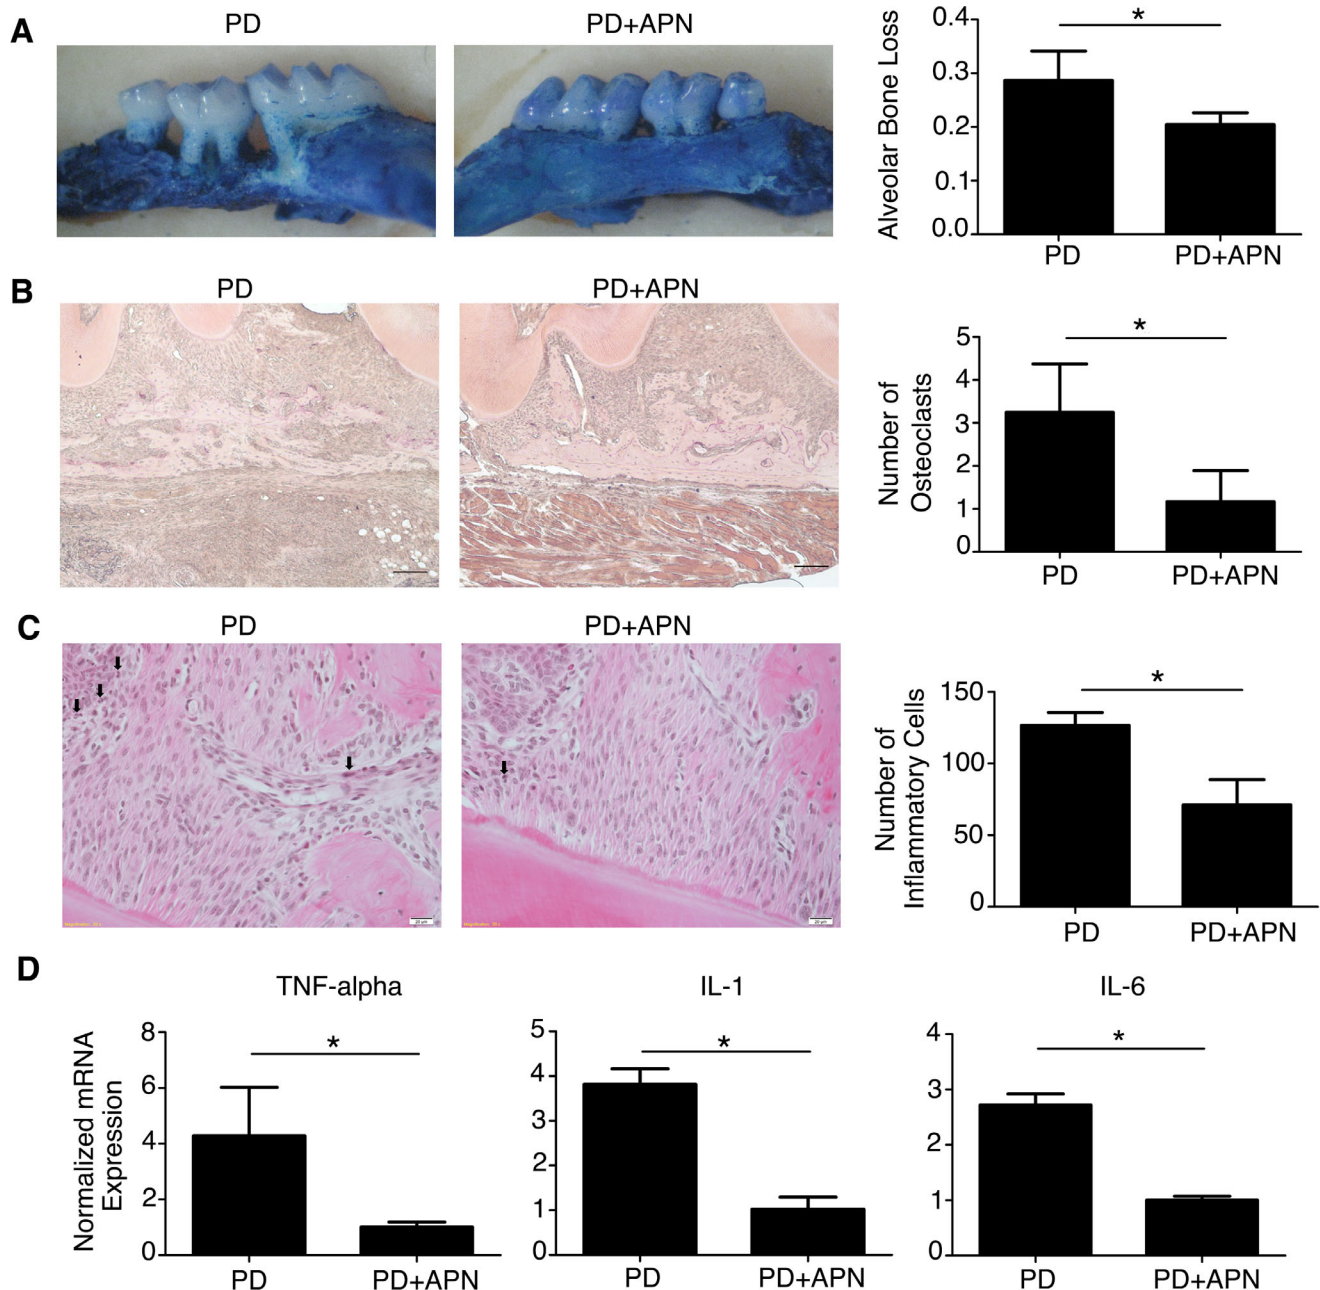 A
PD
PD+APN
Alveolar Bone Loss
0.4
0.3
0.2
0.1
0.0
*
PD
PD+APN
B
PD
PD+APN
Number of
Osteoclasts
5
4
3
2
1
0
*
PD
PD+APN
C
PD
PD+APN
20 µm
20 µm
Number of
Inflammatory Cells
150
100
50
0
*
PD
PD+APN
D
TNF-alpha
IL-1
IL-6
Normalized mRNA
Expression
8
6
4
2
0
*
PD
PD+APN
5
4
3
2
1
0
*
PD
PD+APN
4
3
2
1
0
*
PD
PD+APN